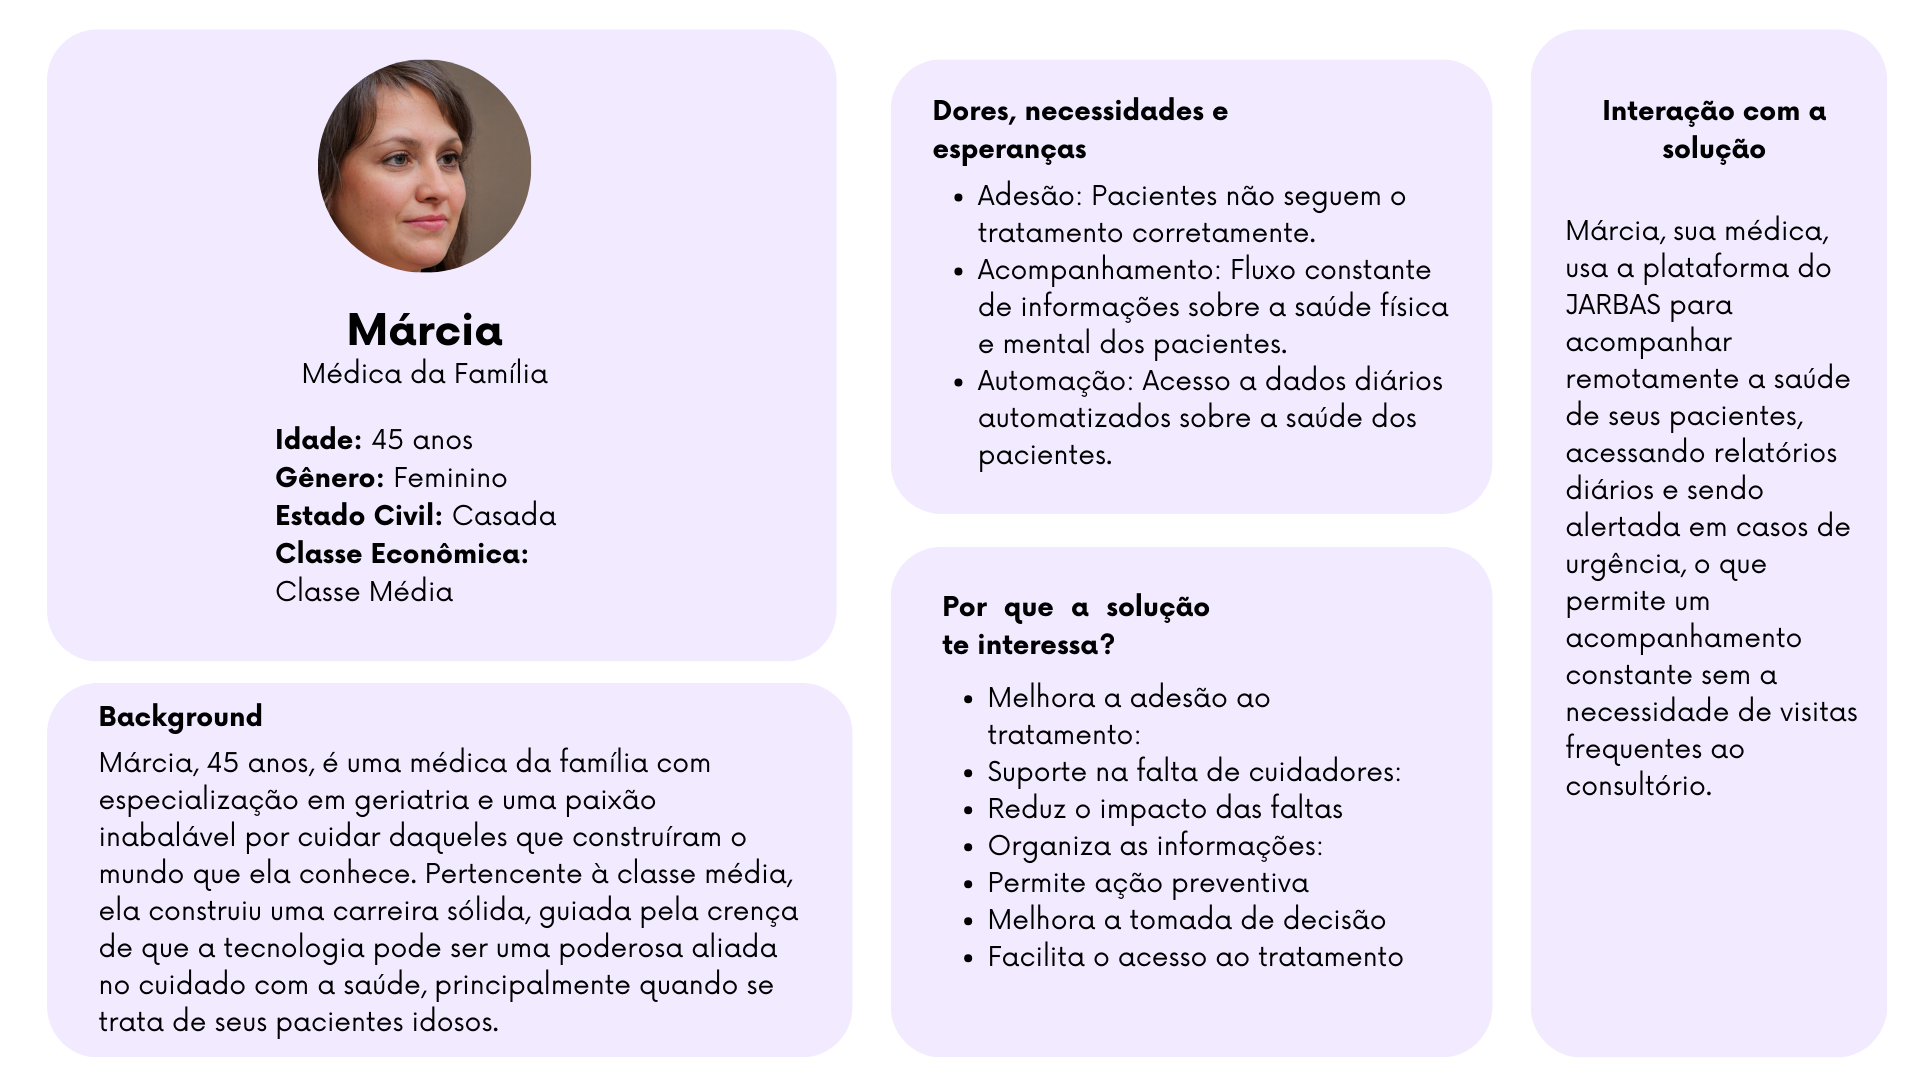 Márcia
Médica da Família
Idade: 45 anos
Gênero: Feminino
Estado Civil: Casada
Classe Econômica:
Classe Média
Background
Márcia, 45 anos, é uma médica da família com
especialização em geriatria e uma paixão
inabalável por cuidar daqueles que construíram o
mundo que ela conhece. Pertencente à classe média,
ela construiu uma carreira sólida, guiada pela crença
de que a tecnologia pode ser uma poderosa aliada
no cuidado com a saúde, principalmente quando se
trata de seus pacientes idosos.
Dores, necessidades e
esperanças
• Adesão: Pacientes não seguem o
tratamento corretamente.
• Acompanhamento: Fluxo constante
de informações sobre a saúde física
e mental dos pacientes.
• Automação: Acesso a dados diários
automatizados sobre a saúde dos
pacientes.
Por que a solução
te interessa?
• Melhora a adesão ao
tratamento:
• Suporte na falta de cuidadores:
• Reduz o impacto das faltas
• Organiza as informações:
• Permite ação preventiva
• Melhora a tomada de decisão
• Facilita o acesso ao tratamento
Interação com a
solução
Márcia, sua médica,
usa a plataforma do
JARBAS para
acompanhar
remotamente a saúde
de seus pacientes,
acessando relatórios
diários e sendo
alertada em casos de
urgência, o que
permite um
acompanhamento
constante sem a
necessidade de visitas
frequentes ao
consultório.